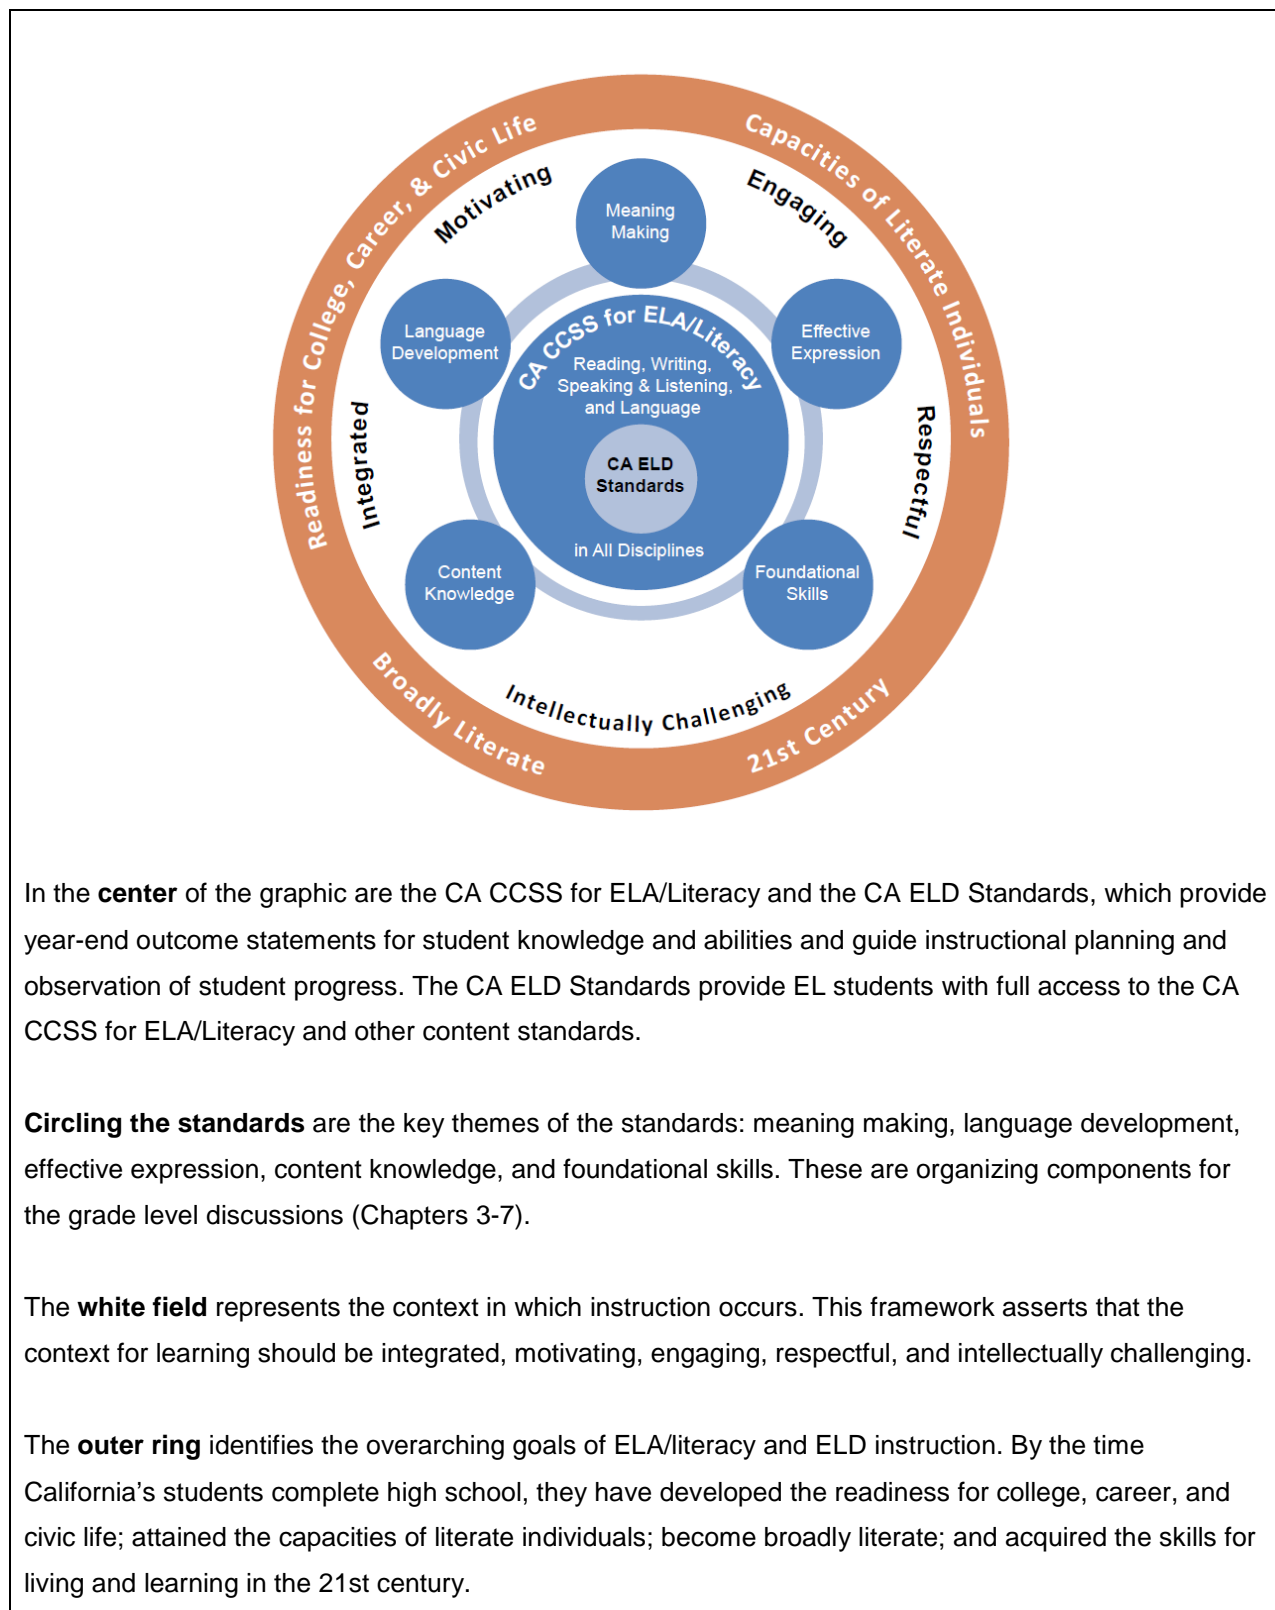 Readiness for College, Career, & Civic Life
Capacities of Literate Individuals
Motivating
Engaging
Meaning
Making
Language
Development
Effective
Expression
CA CCSS for ELA/Literacy
Reading, Writing,
Speaking & Listening,
and Language
CA ELD
Standards
in All Disciplines
Integrated
Respectful
Content
Knowledge
Foundational
Skills
Intellectually Challenging
Broadly Literate
21st Century
In the center of the graphic are the CA CCSS for ELA/Literacy and the CA ELD Standards, which provide
year-end outcome statements for student knowledge and abilities and guide instructional planning and
observation of student progress. The CA ELD Standards provide EL students with full access to the CA
CCSS for ELA/Literacy and other content standards.
Circling the standards are the key themes of the standards: meaning making, language development,
effective expression, content knowledge, and foundational skills. These are organizing components for
the grade level discussions (Chapters 3-7).
The white field represents the context in which instruction occurs. This framework asserts that the
context for learning should be integrated, motivating, engaging, respectful, and intellectually challenging.
The outer ring identifies the overarching goals of ELA/literacy and ELD instruction. By the time
California’s students complete high school, they have developed the readiness for college, career, and
civic life; attained the capacities of literate individuals; become broadly literate; and acquired the skills for
living and learning in the 21st century.